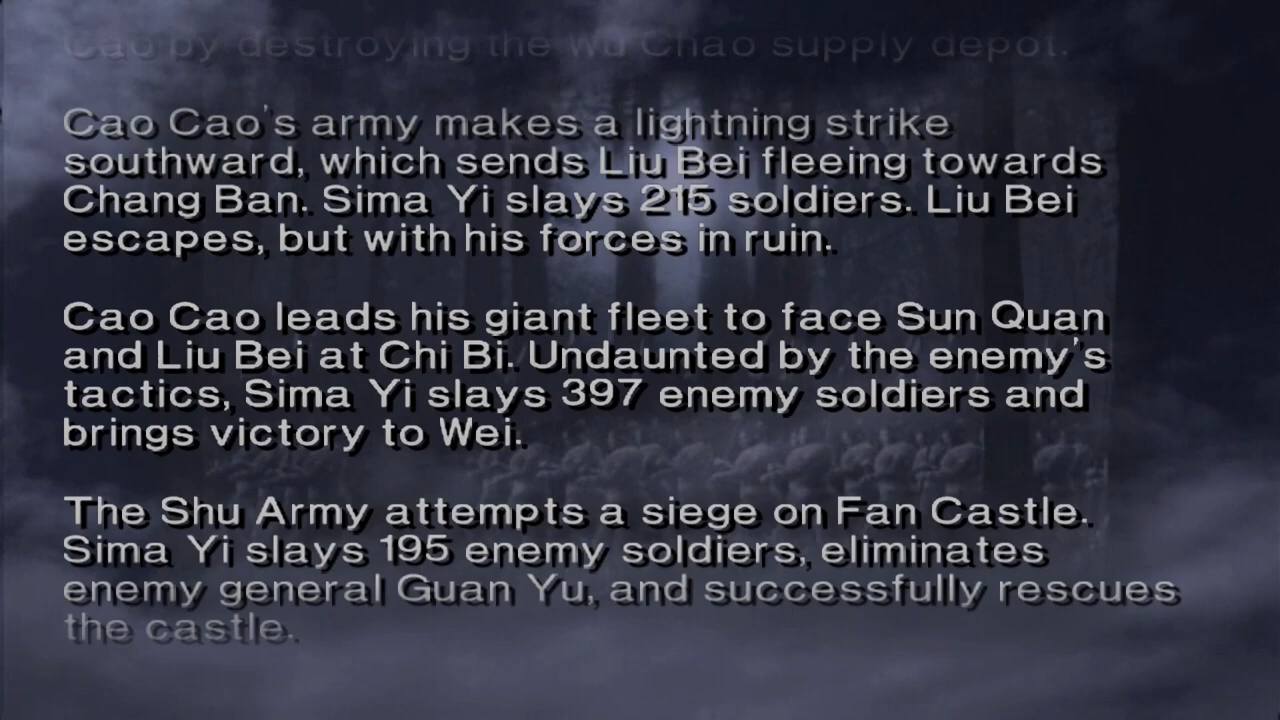 Cao by destroying the Wu Chao supply depot.
Cao Cao's army makes a lightning strike
southward, which sends Liu Bei fleeing towards
Chang Ban. Sima Yi slays 215 soldiers. Liu Bei
escapes, but with his forces in ruin.
Cao Cao leads his giant fleet to face Sun Quan
and Liu Bei at Chi Bi. Undaunted by the enemy's
tactics, Sima Yi slays 397 enemy soldiers and
brings victory to Wei.
The Shu Army attempts a siege on Fan Castle.
Sima Yi slays 195 enemy soldiers, eliminates
enemy general Guan Yu, and successfully rescues
the castle.